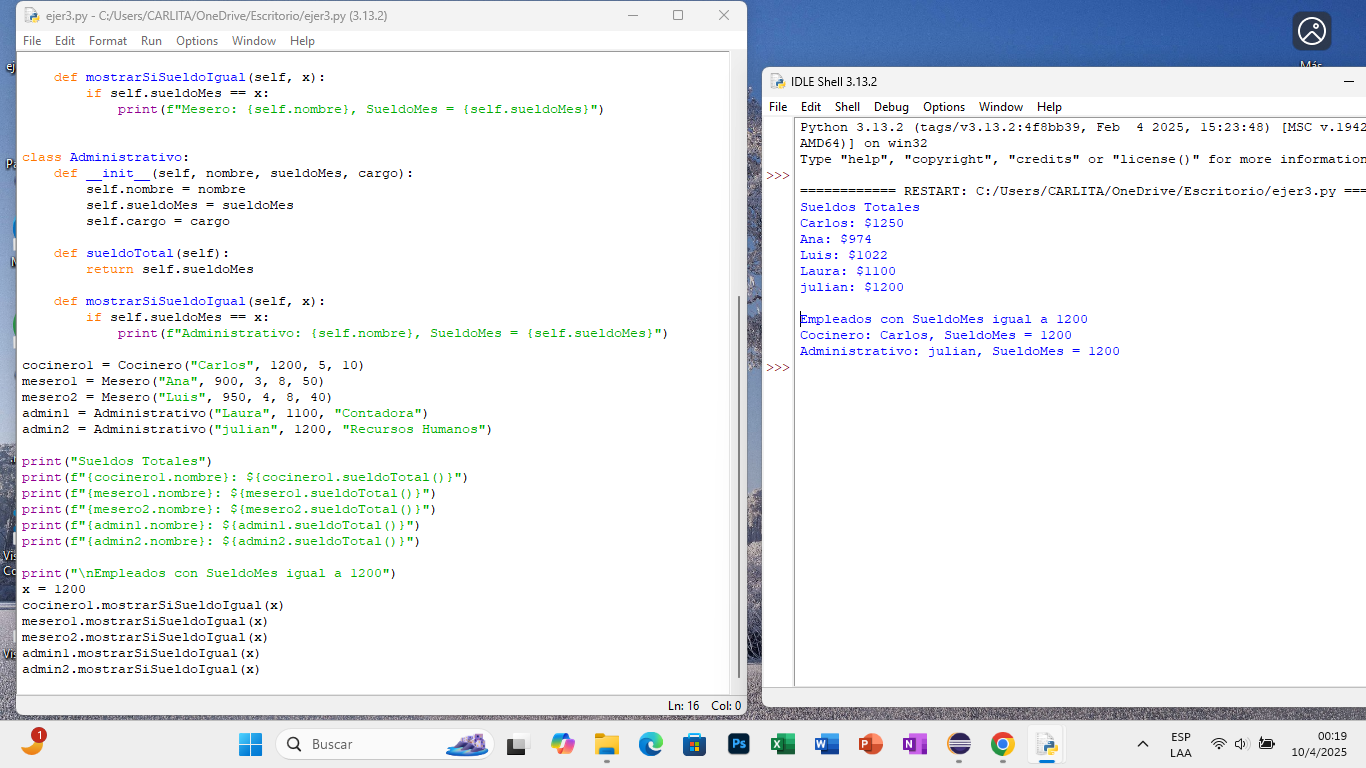 ejer3.py - C:/Users/CARLITA/OneDrive/Escritorio/ejer3.py (3.13.2)
File Edit Format Run Options Window Help
    def mostrarSiSueldoIgual(self, x):
        if self.sueldoMes == x:
            print(f"Mesero: {self.nombre}, SueldoMes = {self.sueldoMes}")
class Administrativo:
    def __init__(self, nombre, sueldoMes, cargo):
        self.nombre = nombre
        self.sueldoMes = sueldoMes
        self.cargo = cargo
    def sueldoTotal(self):
        return self.sueldoMes
    def mostrarSiSueldoIgual(self, x):
        if self.sueldoMes == x:
            print(f"Administrativo: {self.nombre}, SueldoMes = {self.sueldoMes}")
cocinero1 = Cocinero("Carlos", 1200, 5, 10)
mesero1 = Mesero("Ana", 900, 3, 8, 50)
mesero2 = Mesero("Luis", 950, 4, 8, 40)
admin1 = Administrativo("Laura", 1100, "Contadora")
admin2 = Administrativo("julian", 1200, "Recursos Humanos")
print("Sueldos Totales")
print(f"{cocinero1.nombre}: ${cocinero1.sueldoTotal()}")
print(f"{mesero1.nombre}: ${mesero1.sueldoTotal()}")
print(f"{mesero2.nombre}: ${mesero2.sueldoTotal()}")
print(f"{admin1.nombre}: ${admin1.sueldoTotal()}")
print(f"{admin2.nombre}: ${admin2.sueldoTotal()}")
print("\nEmpleados con SueldoMes igual a 1200")
x = 1200
cocinero1.mostrarSiSueldoIgual(x)
mesero1.mostrarSiSueldoIgual(x)
mesero2.mostrarSiSueldoIgual(x)
admin1.mostrarSiSueldoIgual(x)
admin2.mostrarSiSueldoIgual(x)
Ln: 16 Col: 0
Más
IDLE Shell 3.13.2
File Edit Shell Debug Options Window Help
Python 3.13.2 (tags/v3.13.2:4f8bb39, Feb  4 2025, 15:23:48) [MSC v.1942
AMD64)] on win32
Type "help", "copyright", "credits" or "license()" for more information
>>>
============ RESTART: C:/Users/CARLITA/OneDrive/Escritorio/ejer3.py ===
Sueldos Totales
Carlos: $1250
Ana: $974
Luis: $1022
Laura: $1100
julian: $1200
Empleados con SueldoMes igual a 1200
Cocinero: Carlos, SueldoMes = 1200
Administrativo: julian, SueldoMes = 1200
>>>
1
Buscar
Ps
ESP
LAA
00:19
10/4/2025